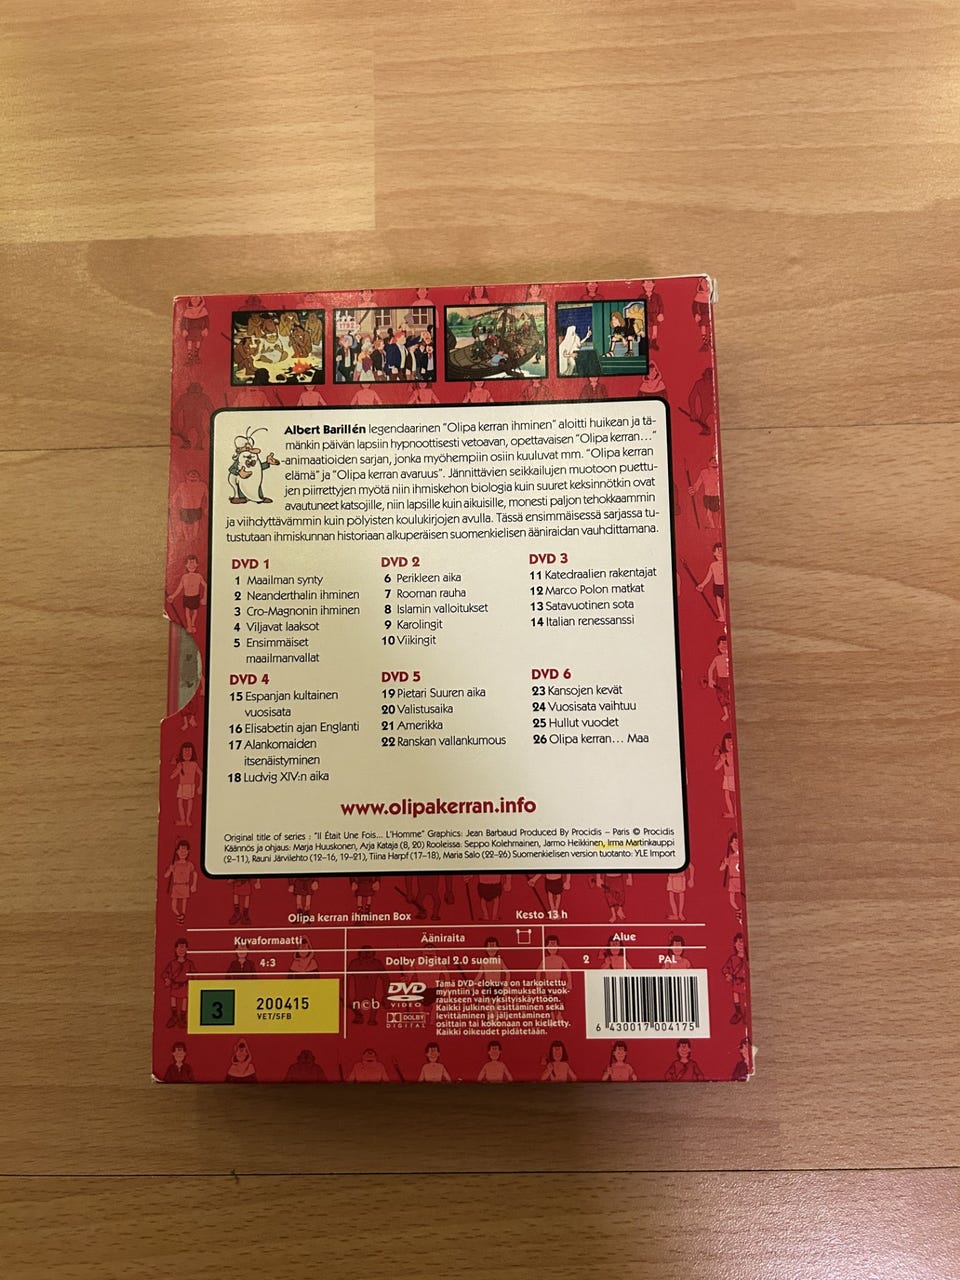 1792
Albert Barillén legendaarinen "Olipa kerran ihminen" aloitti huikean ja tä-
mänkin päivän lapsiin hypnoottisesti vetoavan, opettavaisen "Olipa kerran..."
-animaatioiden sarjan, jonka myöhempiin osiin kuuluvat mm. "Olipa kerran
elämä" ja "Olipa kerran avaruus". Jännittävien seikkailujen muotoon puettu-
jen piirrettyjen myötä niin ihmiskehon biologia kuin suuret keksinnötkin ovat
avautuneet katsojille, niin lapsille kuin aikuisille, monesti paljon tehokkaammin
ja viihdyttävämmin kuin pölyisten koulukirjojen avulla. Tässä ensimmäisessä sarjassa tu-
tustutaan ihmiskunnan historiaan alkuperäisen suomenkielisen ääniraidan vauhdittamana.
DVD 1
1 Maailman synty
2 Neanderthalin ihminen
3 Cro-Magnonin ihminen
4 Viljavat laaksot
5 Ensimmäiset
maailmanvallat
DVD 2
6 Perikleen aika
7 Rooman rauha
8 Islamin valloitukset
9 Karolingit
10 Viikingit
DVD 3
11 Katedraalien rakentajat
12 Marco Polon matkat
13 Satavuotinen sota
14 Italian renessanssi
DVD 4
15 Espanjan kultainen
vuosisata
16 Elisabetin ajan Englanti
17 Alankomaiden
itsenäistyminen
18 Ludvig XIV:n aika
DVD 5
19 Pietari Suuren aika
20 Valistusaika
21 Amerikka
22 Ranskan vallankumous
DVD 6
23 Kansojen kevät
24 Vuosisata vaihtuu
25 Hullut vuodet
26 Olipa kerran... Maa
www.olipakerran.info
Original title of series : "Il Était Une Fois... L'Homme" Graphics: Jean Barbaud Produced By Procidis – Paris © Procidis
Käännös ja ohjaus: Marja Huuskonen, Arja Kataja (8, 20) Rooleissa: Seppo Kolehmainen, Jarmo Heikkinen, Irma Martinkauppi
(2–11), Rauni Järvilehto (12–16, 19–21), Tiina Harpf (17–18), Maria Salo (22–26) Suomenkielisen version tuotanto: YLE Import
Olipa kerran ihminen Box Kesto 13 h
Kuvaformaatti Ääniraita Alue
4:3 Dolby Digital 2.0 suomi 2 PAL
3
200415
VET/SFB
ncb
DVD
VIDEO
DOLBY
DIGITAL
Tämä DVD-elokuva on tarkoitettu
myyntiin ja eri sopimuksella vuok-
raukseen vain yksityiskäyttöön.
Kaikki julkinen esittäminen sekä
levittäminen ja jäljentäminen
osittain tai kokonaan on kielletty.
Kaikki oikeudet pidätetään.
6 430017 004175